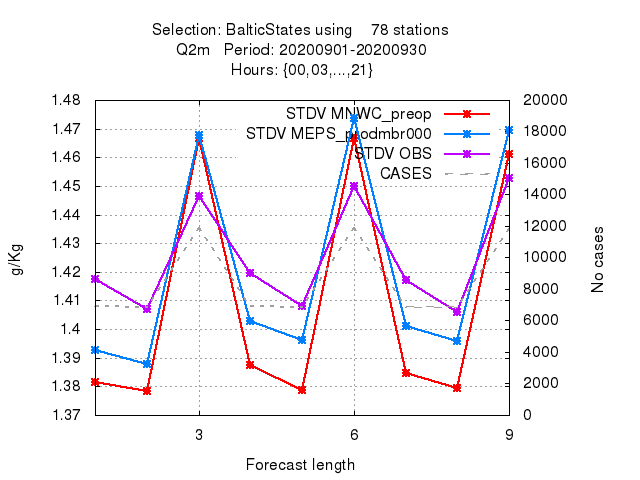 Selection: BalticStates using 78 stations
Q2m Period: 20200901-20200930
Hours: {00,03,...,21}
1.48
1.47
1.46
1.45
1.44
1.43
1.42
1.41
1.4
1.39
1.38
1.37
g/Kg
STDV MNWC_preop
STDV MEPS_prodmbr000
STDV OBS
CASES
20000
18000
16000
14000
12000
10000
8000
6000
4000
2000
0
No cases
3
6
9
Forecast length